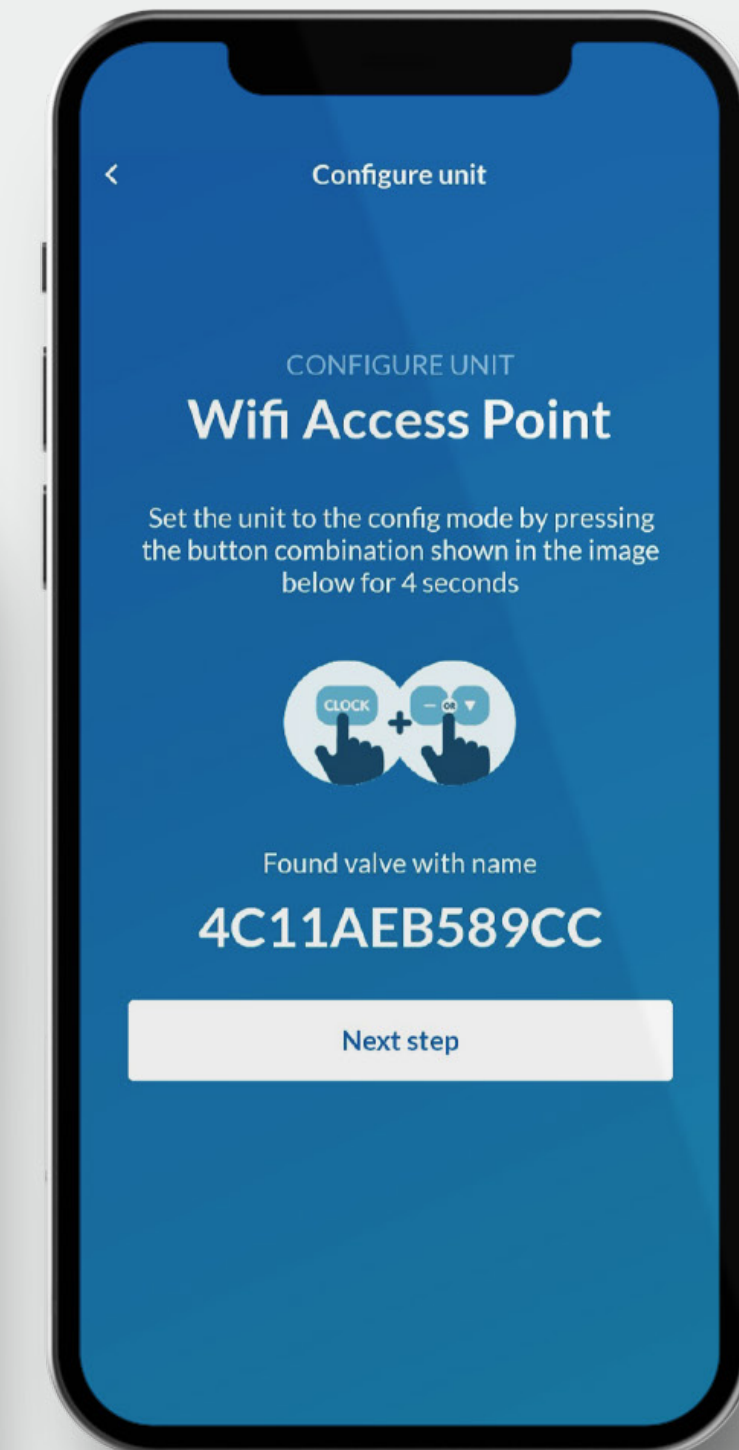 Configure unit
CONFIGURE UNIT
Wifi Access Point
Set the unit to the config mode by pressing
the button combination shown in the image
below for 4 seconds
CLOCK + − OR ▼
Found valve with name
4C11AEB589CC
Next step